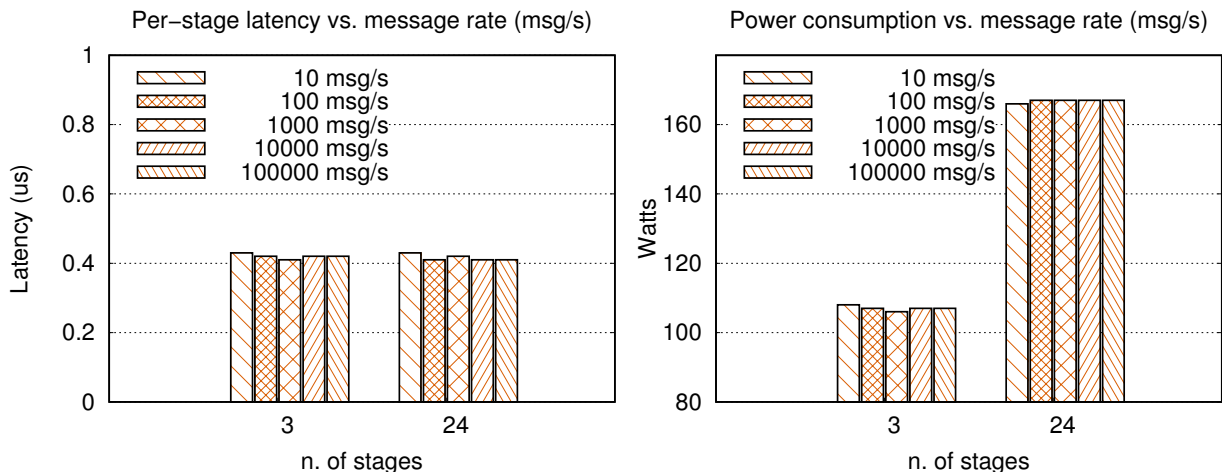 Per−stage latency vs. message rate (msg/s)
1
0.8
0.6
0.4
0.2
0
Latency (us)
10 msg/s
100 msg/s
1000 msg/s
10000 msg/s
100000 msg/s
3 24
n. of stages
Power consumption vs. message rate (msg/s)
160
140
120
100
80
Watts
10 msg/s
100 msg/s
1000 msg/s
10000 msg/s
100000 msg/s
3 24
n. of stages